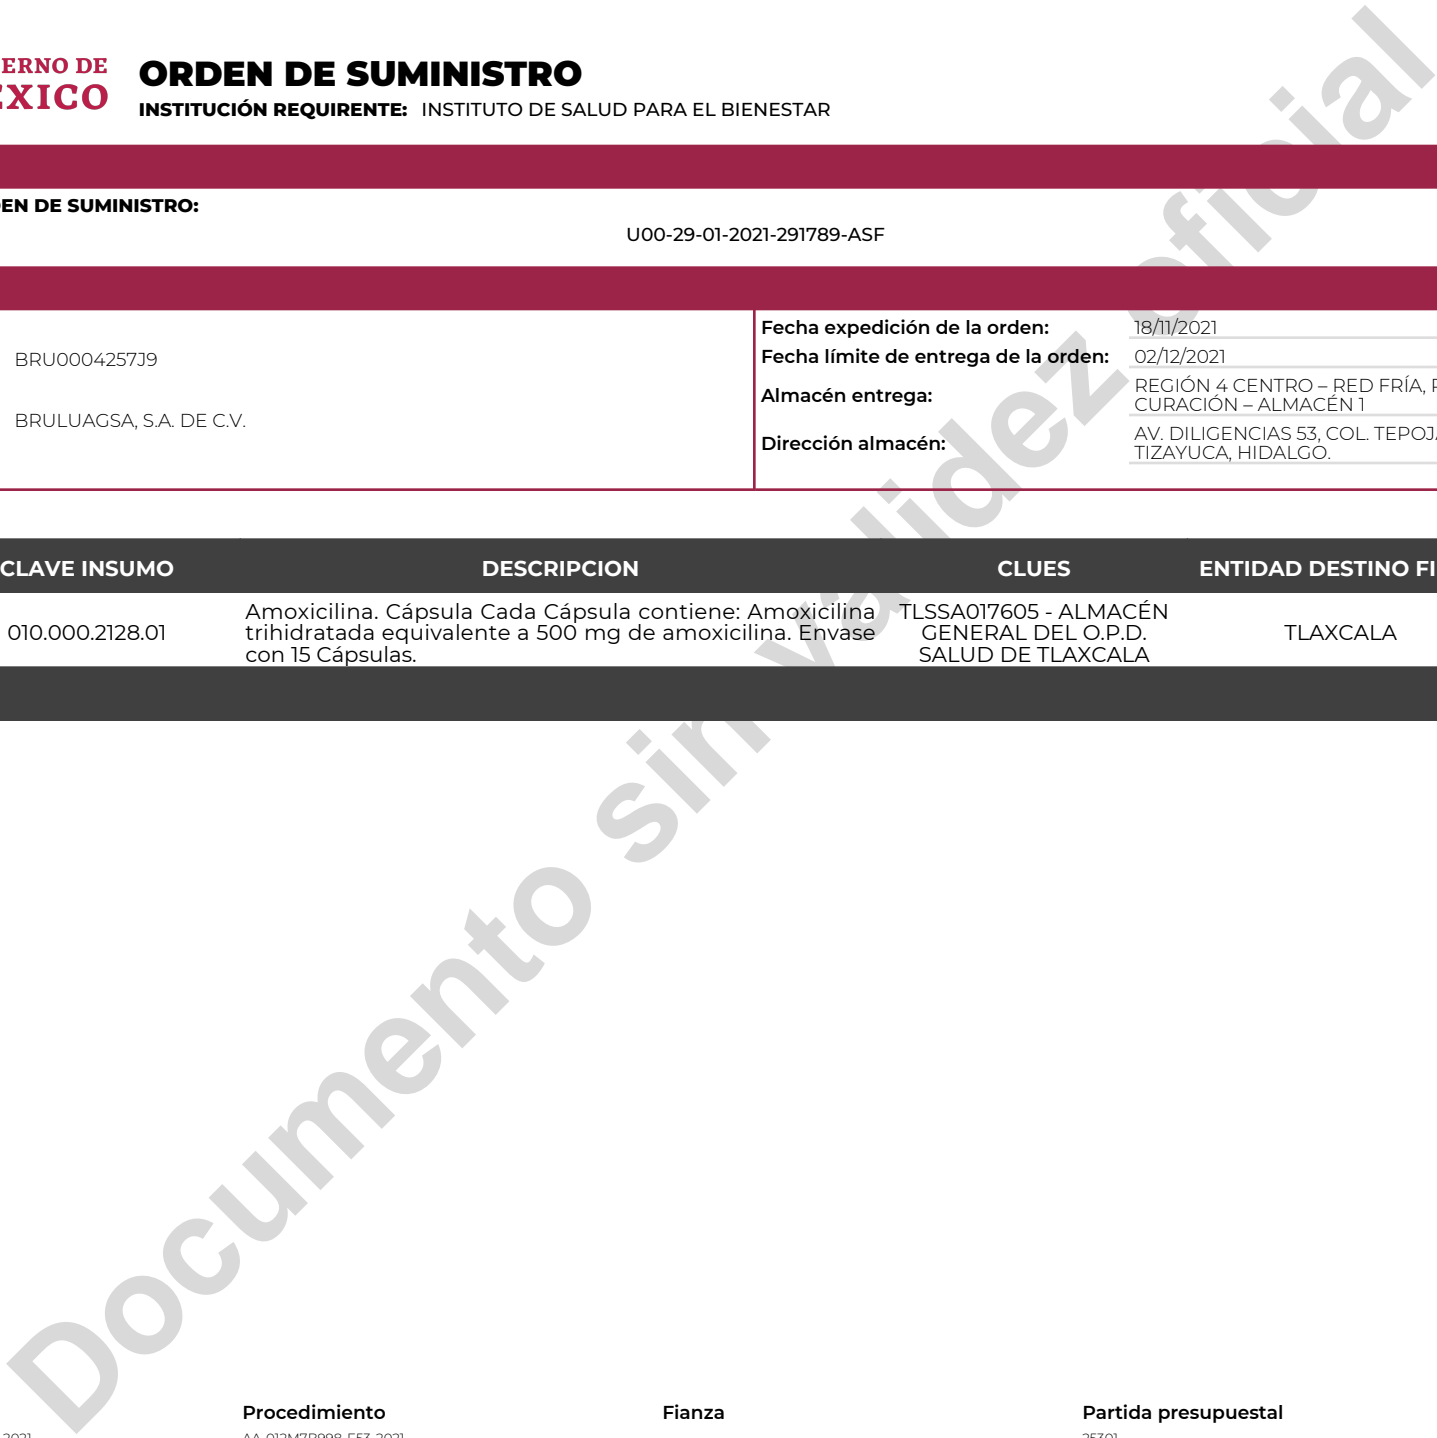 ERNO DE
EXICO
ORDEN DE SUMINISTRO
INSTITUCIÓN REQUIRENTE: INSTITUTO DE SALUD PARA EL BIENESTAR
EN DE SUMINISTRO:
U00-29-01-2021-291789-ASF
BRU0004257J9
BRULUAGSA, S.A. DE C.V.
Fecha expedición de la orden: 18/11/2021
Fecha límite de entrega de la orden: 02/12/2021
Almacén entrega: REGIÓN 4 CENTRO – RED FRÍA,
CURACIÓN – ALMACÉN 1
Dirección almacén: AV. DILIGENCIAS 53, COL. TEPOJ
TIZAYUCA, HIDALGO.
CLAVE INSUMO DESCRIPCION CLUES ENTIDAD DESTINO FI
010.000.2128.01
Amoxicilina. Cápsula Cada Cápsula contiene: Amoxicilina
trihidratada equivalente a 500 mg de amoxicilina. Envase
con 15 Cápsulas.
TLSSA017605 - ALMACÉN
GENERAL DEL O.P.D.
SALUD DE TLAXCALA
TLAXCALA
Documento sin validez oficial
Procedimiento Fianza Partida presupuestal